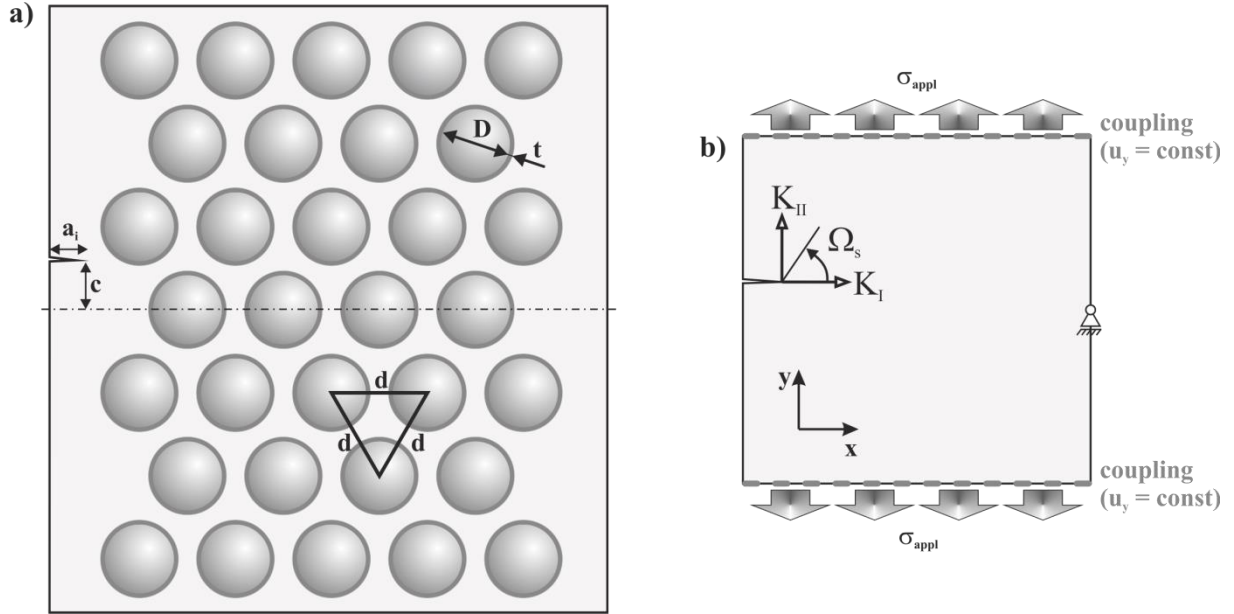 a)
D
t
a_i
c
d
d
d
b)
σ_appl
coupling
(u_y = const)
K_II
Ω_s
K_I
y
x
coupling
(u_y = const)
σ_appl